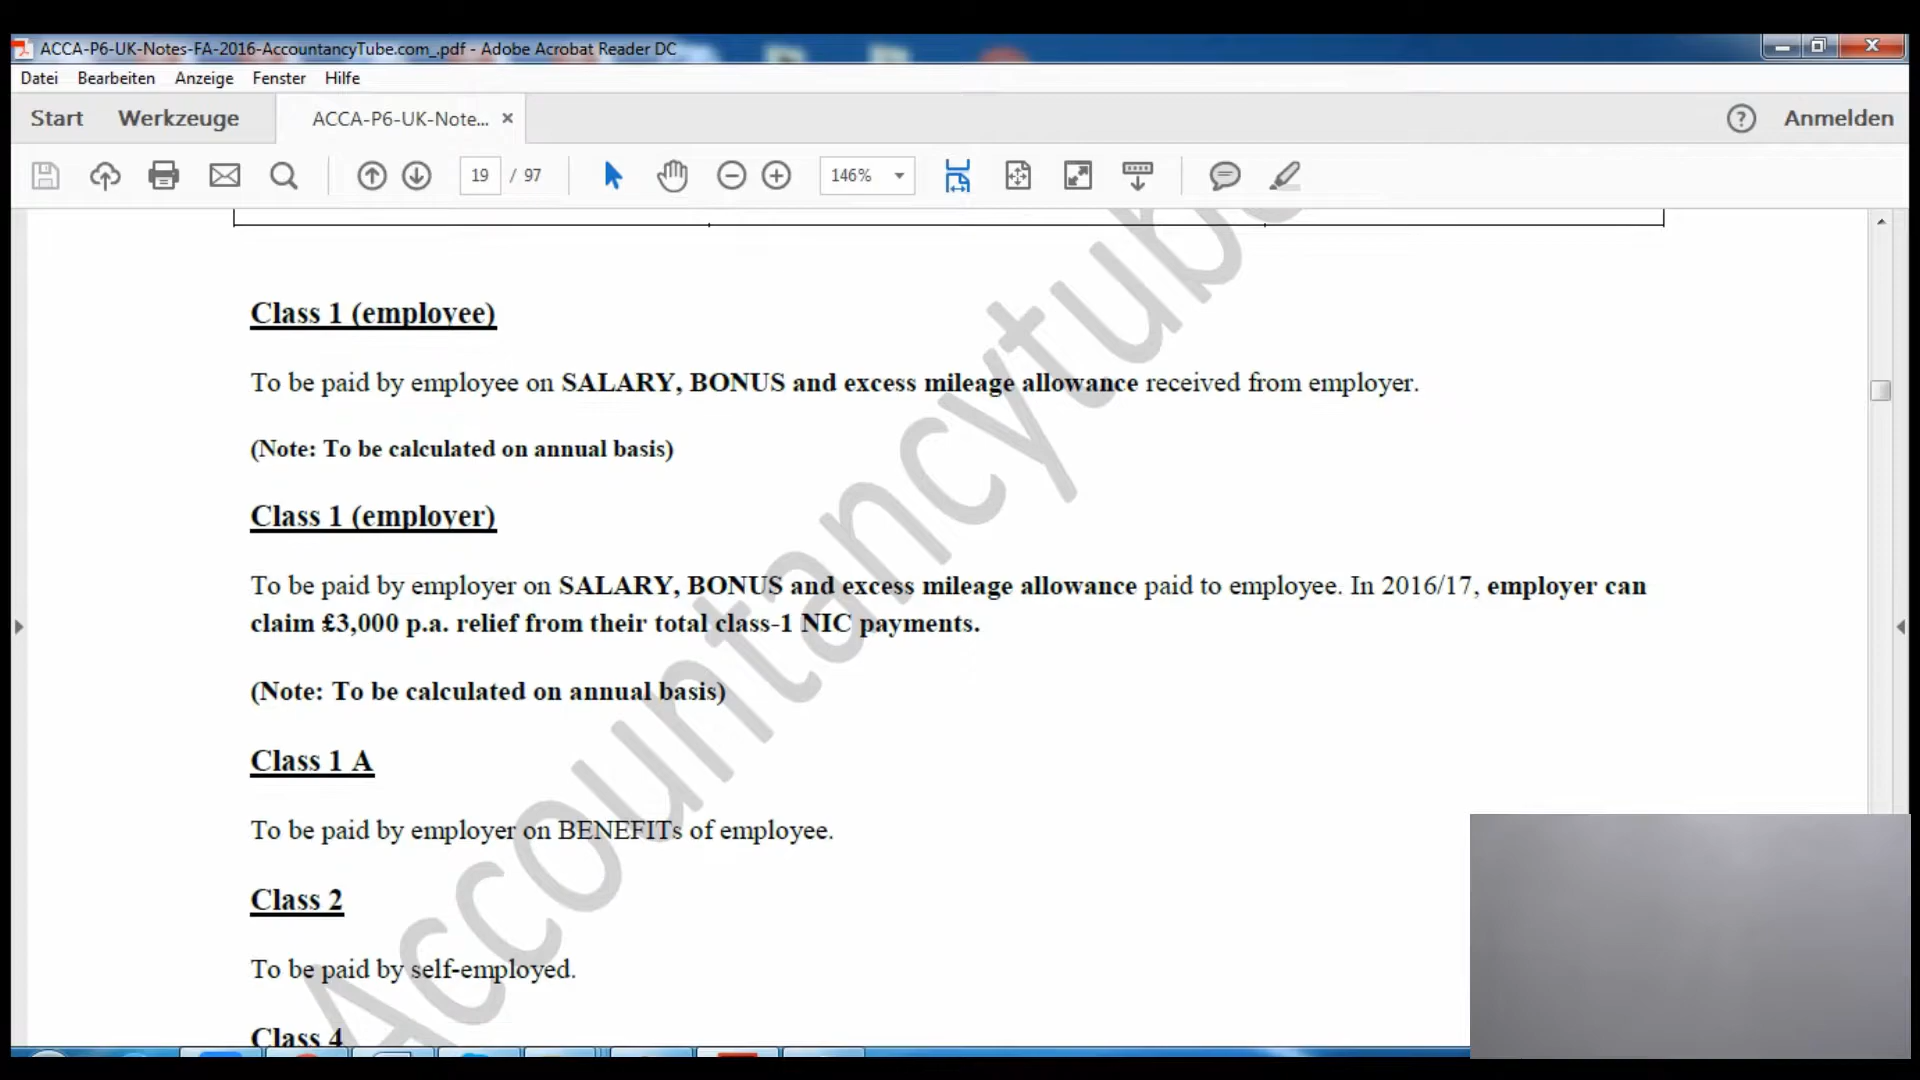 ACCA-P6-UK-Notes-FA-2016-AccountancyTube.com_.pdf - Adobe Acrobat Reader DC
Datei Bearbeiten Anzeige Fenster Hilfe
Start Werkzeuge ACCA-P6-UK-Note... × Anmelden
19 / 97 146%
Class 1 (employee)
To be paid by employee on SALARY, BONUS and excess mileage allowance received from employer.
(Note: To be calculated on annual basis)
Class 1 (employer)
To be paid by employer on SALARY, BONUS and excess mileage allowance paid to employee. In 2016/17, employer can
claim £3,000 p.a. relief from their total class-1 NIC payments.
(Note: To be calculated on annual basis)
Class 1 A
To be paid by employer on BENEFITs of employee.
Class 2
To be paid by self-employed.
Class 4
Accountancytub